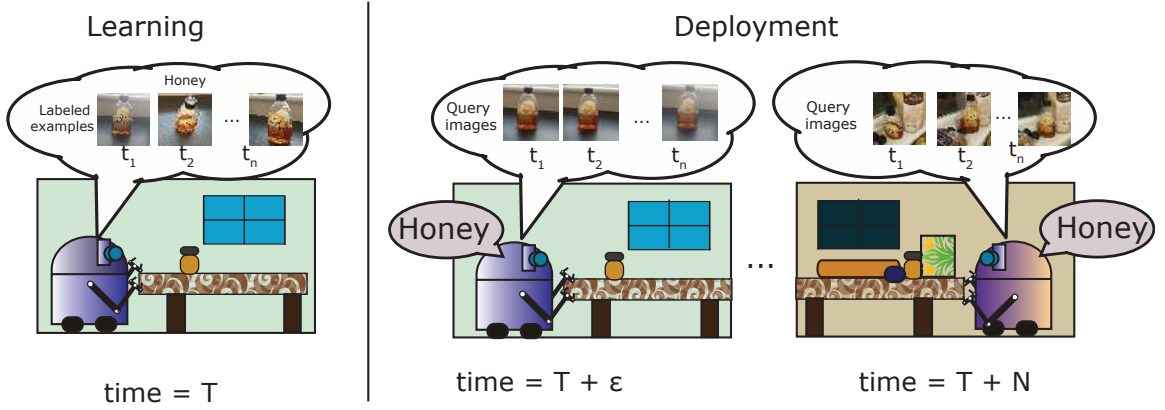 Learning
Deployment
Honey
Labeled
examples
...
t1
t2
tn
Query
images
...
t1
t2
tn
Query
images
...
t1
t2
tn
Honey
Honey
...
time = T
time = T + ε
time = T + N